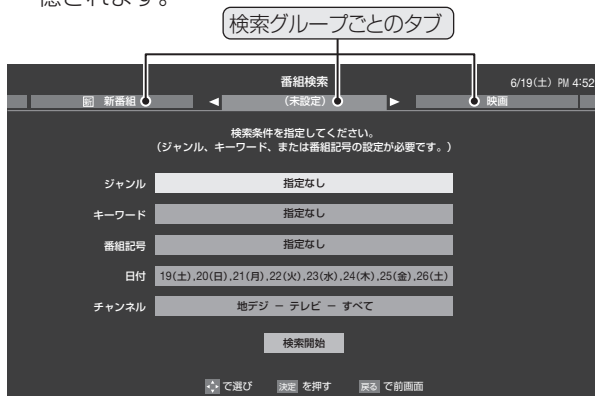 憶されます。
検索グループごとのタブ
番組検索 6/19(土) PM 4:52
新 新番組 ◀ (未設定) ▶ 映画
検索条件を指定してください。
(ジャンル、キーワード、または番組記号の設定が必要です。)
ジャンル 指定なし
キーワード 指定なし
番組記号 指定なし
日付 19(土),20(日),21(月),22(火),23(水),24(木),25(金),26(土)
チャンネル 地デジ － テレビ － すべて
検索開始
で選び 決定 を押す 戻る で前画面